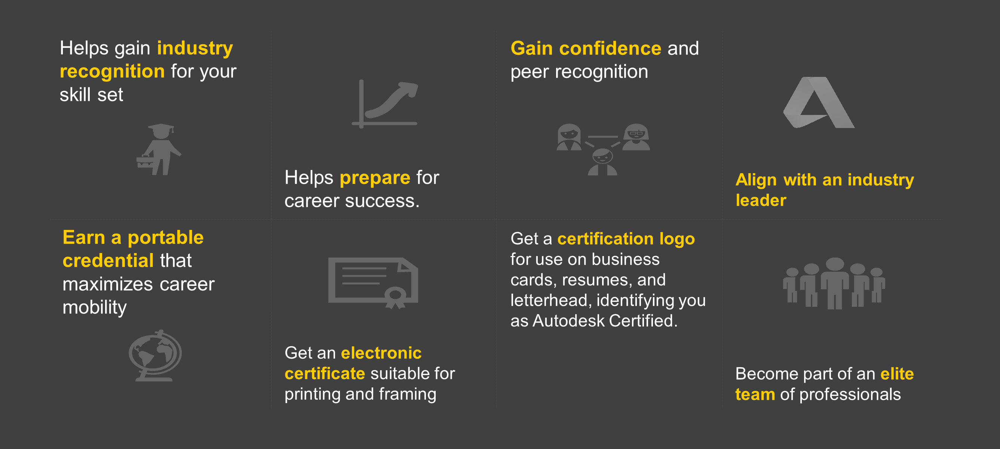 Helps gain industry
recognition for your
skill set
Helps prepare for
career success.
Gain confidence and
peer recognition
Align with an industry
leader
Earn a portable
credential that
maximizes career
mobility
Get an electronic
certificate suitable for
printing and framing
Get a certification logo
for use on business
cards, resumes, and
letterhead, identifying you
as Autodesk Certified.
Become part of an elite
team of professionals